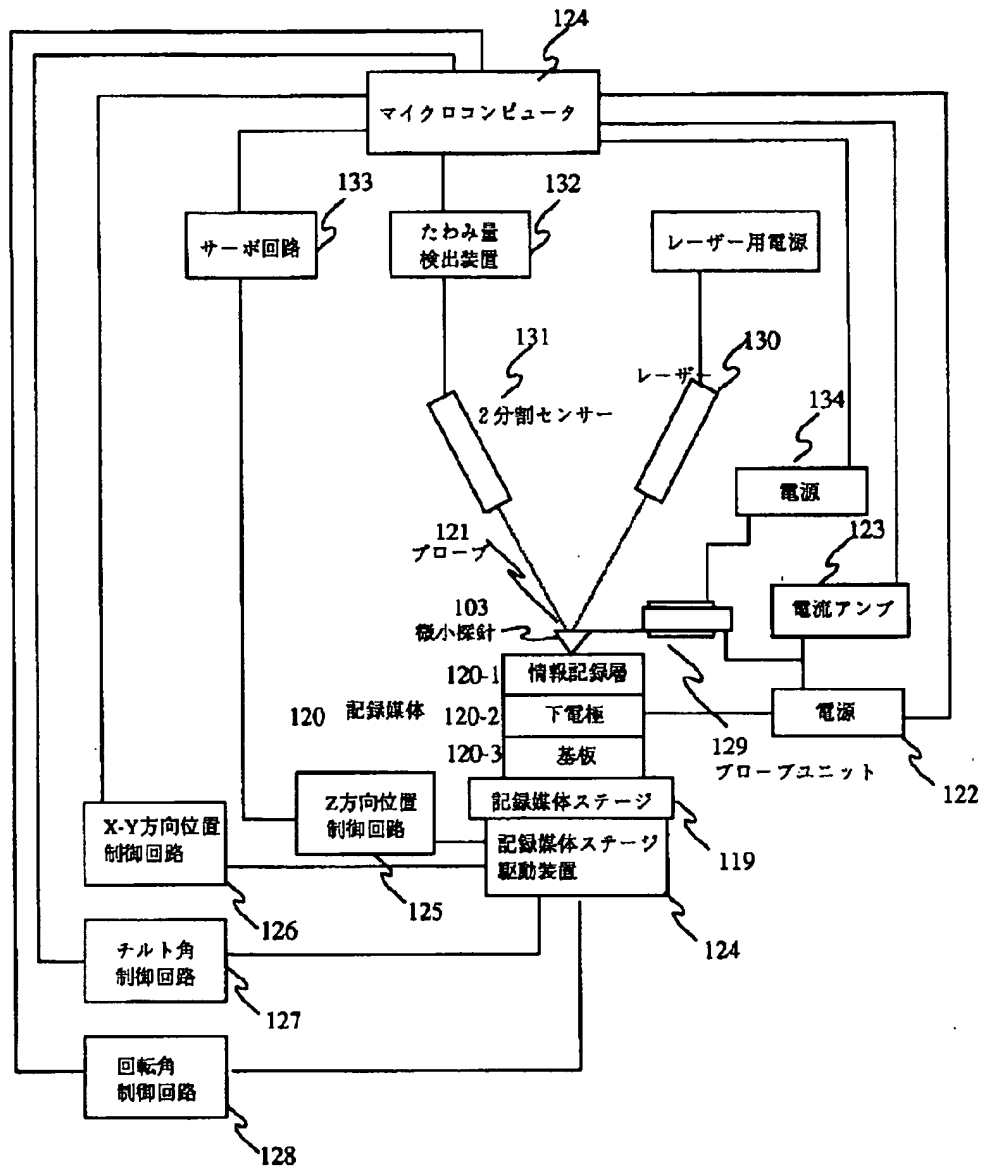 124
マイクロコンピュータ
133
132
サーボ回路
たわみ量
検出装置
レーザー用電源
131
130
レーザー
2分割センサー
134
電源
121
プローブ
123
電流アンプ
103
微小探針
120-1
情報記録層
120
記録媒体
120-2
下電極
電源
120-3
基板
129
プローブユニット
122
Z方向位置
制御回路
記録媒体ステージ
X-Y方向位置
制御回路
記録媒体ステージ
駆動装置
119
125
126
124
チルト角
制御回路
127
回転角
制御回路
128